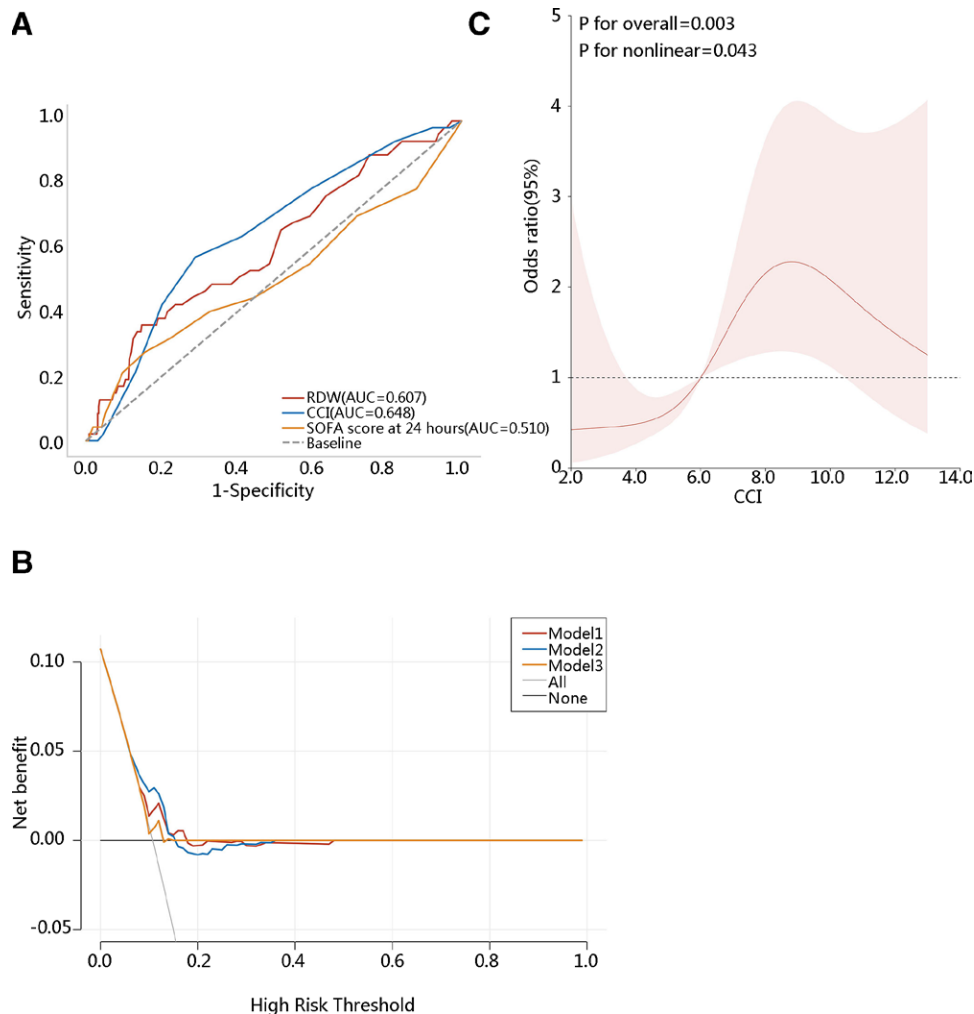 A
1.0
0.8
0.6
0.4
0.2
0.0
Sensitivity
RDW(AUC=0.607)
CCI(AUC=0.648)
SOFA score at 24 hours(AUC=0.510)
Baseline
0.0 0.2 0.4 0.6 0.8 1.0
1-Specificity
C
P for overall=0.003
P for nonlinear=0.043
5
4
3
2
1
0
Odds ratio(95%)
2.0 4.0 6.0 8.0 10.0 12.0 14.0
CCI
B
Model1
Model2
Model3
All
None
0.10
0.05
0.00
-0.05
Net benefit
0.0 0.2 0.4 0.6 0.8 1.0
High Risk Threshold